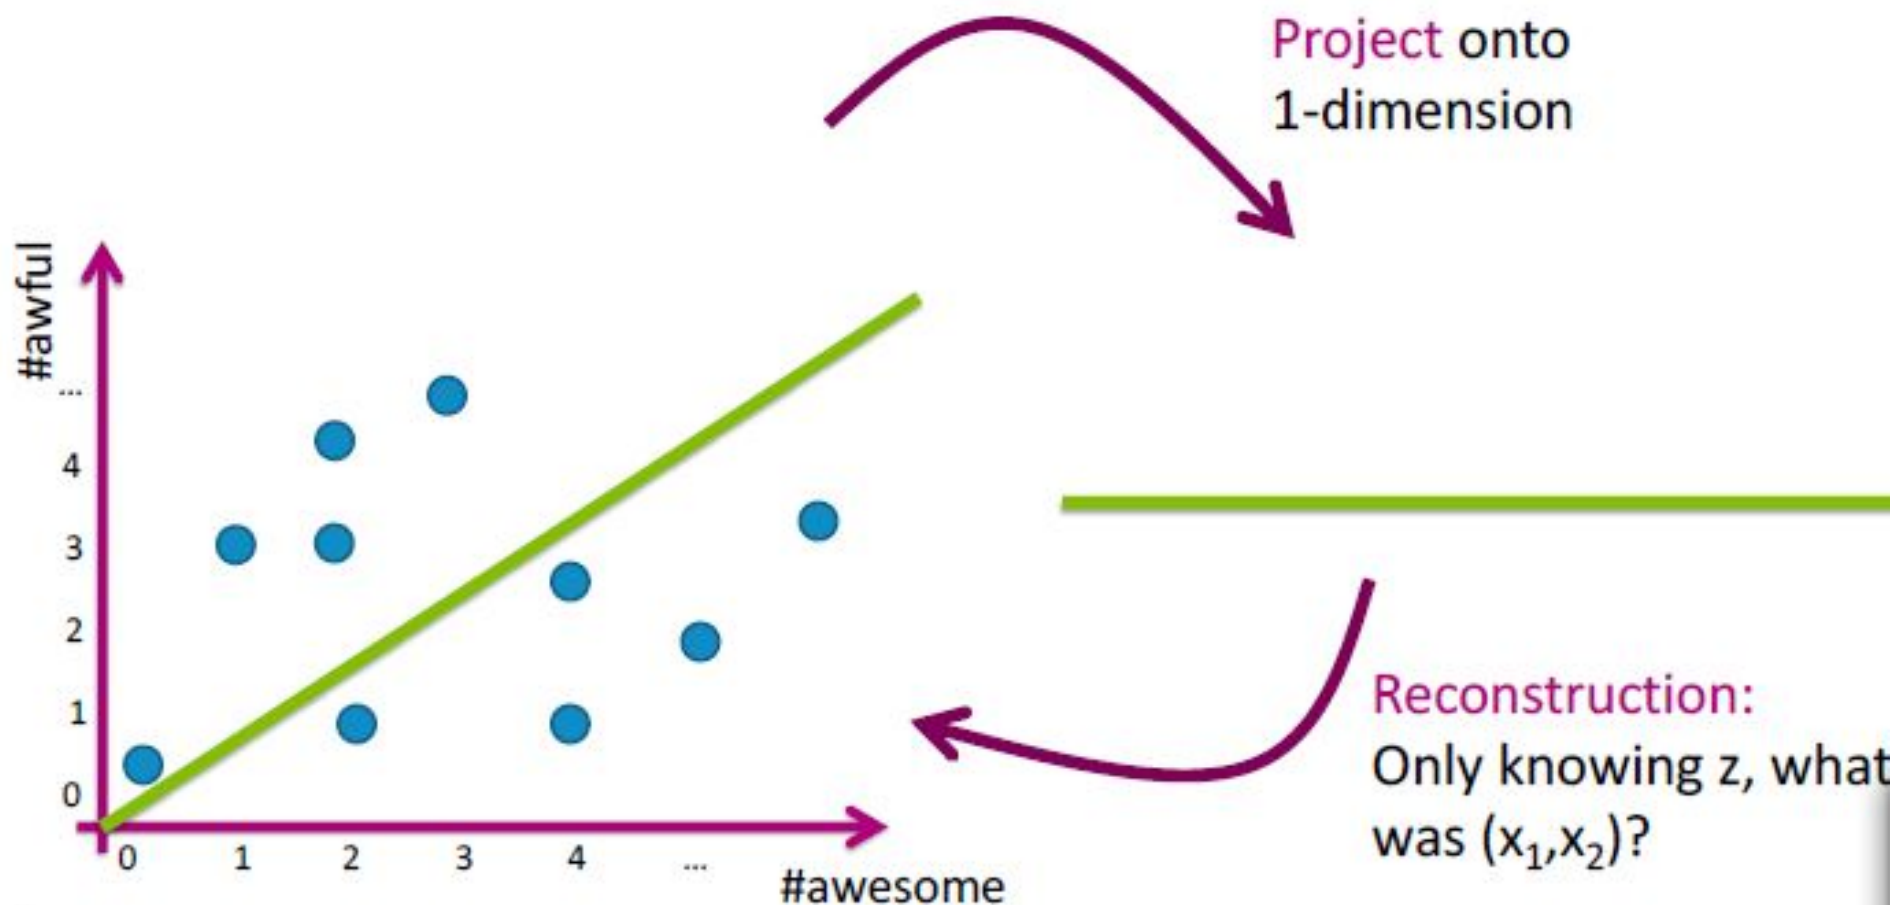 Project onto
1-dimension
#awful
...
4
3
2
1
0
0 1 2 3 4 ...
#awesome
Reconstruction:
Only knowing z, what
was (x₁,x₂)?